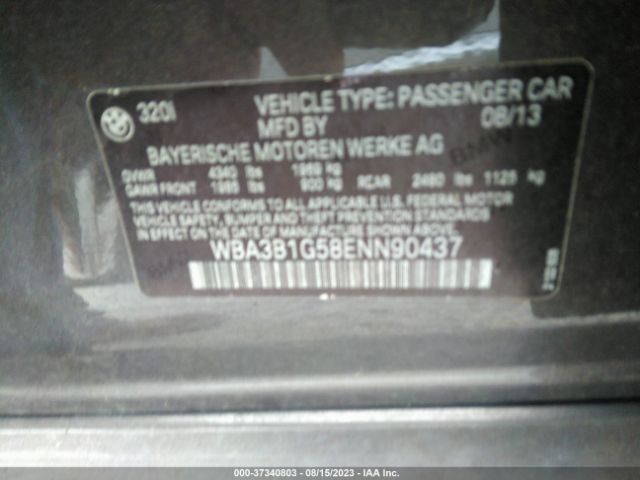 320i VEHICLE TYPE: PASSENGER CAR
MFD BY 08/13
BAYERISCHE MOTOREN WERKE AG
GVWR 4340 lbs 1969 kg
GAWR FRONT 1985 lbs 900 kg REAR 2480 lbs 1125 kg
THIS VEHICLE CONFORMS TO ALL APPLICABLE U.S. FEDERAL MOTOR
VEHICLE SAFETY, BUMPER AND THEFT PREVENTION STANDARDS IN
EFFECT ON THE DATE OF MANUFACTURE SHOWN ABOVE.
WBA3B1G58ENN90437
000-37340803 - 08/15/2023 - IAA Inc.